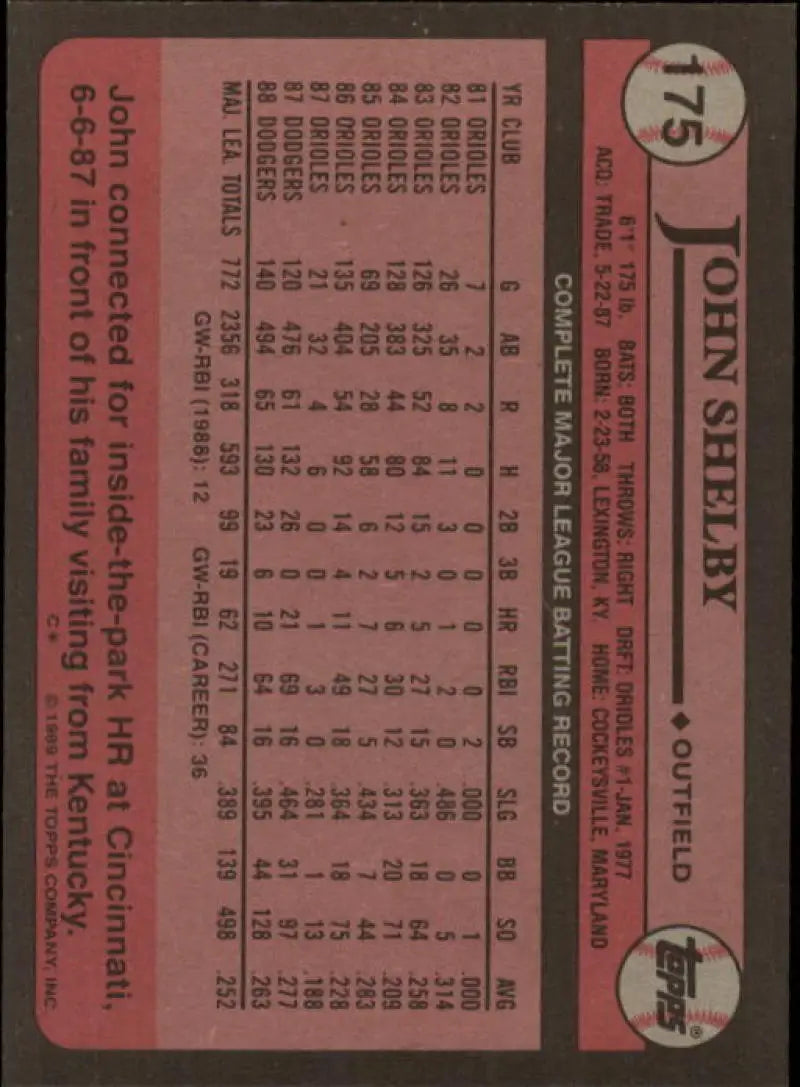 175
JOHN SHELBY ◆ OUTFIELD
topps®
6'1" 175 lb. BATS: BOTH THROWS: RIGHT DRFT: ORIOLES #1-JAN, 1977
ACQ: TRADE, 5-22-87 BORN: 2-23-58, LEXINGTON, KY. HOME: COCKEYSVILLE, MARYLAND
COMPLETE MAJOR LEAGUE BATTING RECORD
YR CLUB G AB R H 2B 3B HR RBI SB SLG BB SO AVG
81 ORIOLES 7 2 2 0 0 0 0 0 2 .000 0 1 .000
82 ORIOLES 26 35 8 11 3 0 1 2 0 .486 0 5 .314
83 ORIOLES 126 325 52 84 15 2 5 27 15 .363 18 64 .258
84 ORIOLES 128 383 44 80 12 5 6 30 12 .313 20 71 .209
85 ORIOLES 69 205 28 58 6 2 7 27 5 .434 7 44 .283
86 ORIOLES 135 404 54 92 14 4 11 49 18 .364 18 75 .228
87 ORIOLES 21 32 4 6 0 0 1 3 0 .281 1 13 .188
87 DODGERS 120 476 61 132 26 0 21 69 16 .464 31 97 .277
88 DODGERS 140 494 65 130 23 6 10 64 16 .395 44 128 .263
MAJ. LEA. TOTALS 772 2356 318 593 99 19 62 271 84 .389 139 498 .252
GW-RBI (1988): 12 GW-RBI (CAREER): 36
John connected for inside-the-park HR at Cincinnati,
6-6-87 in front of his family visiting from Kentucky.
C* © 1989 THE TOPPS COMPANY, INC.